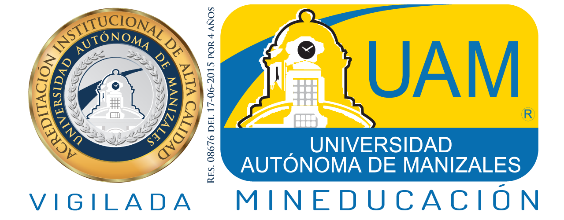 ACREDITACIÓN INSTITUCIONAL DE ALTA CALIDAD
UNIVERSIDAD AUTÓNOMA DE MANIZALES
RES. 08676 DEL 17-06-2015 POR 4 AÑOS
UAM
®
UNIVERSIDAD
AUTÓNOMA DE MANIZALES
VIGILADA MINEDUCACIÓN